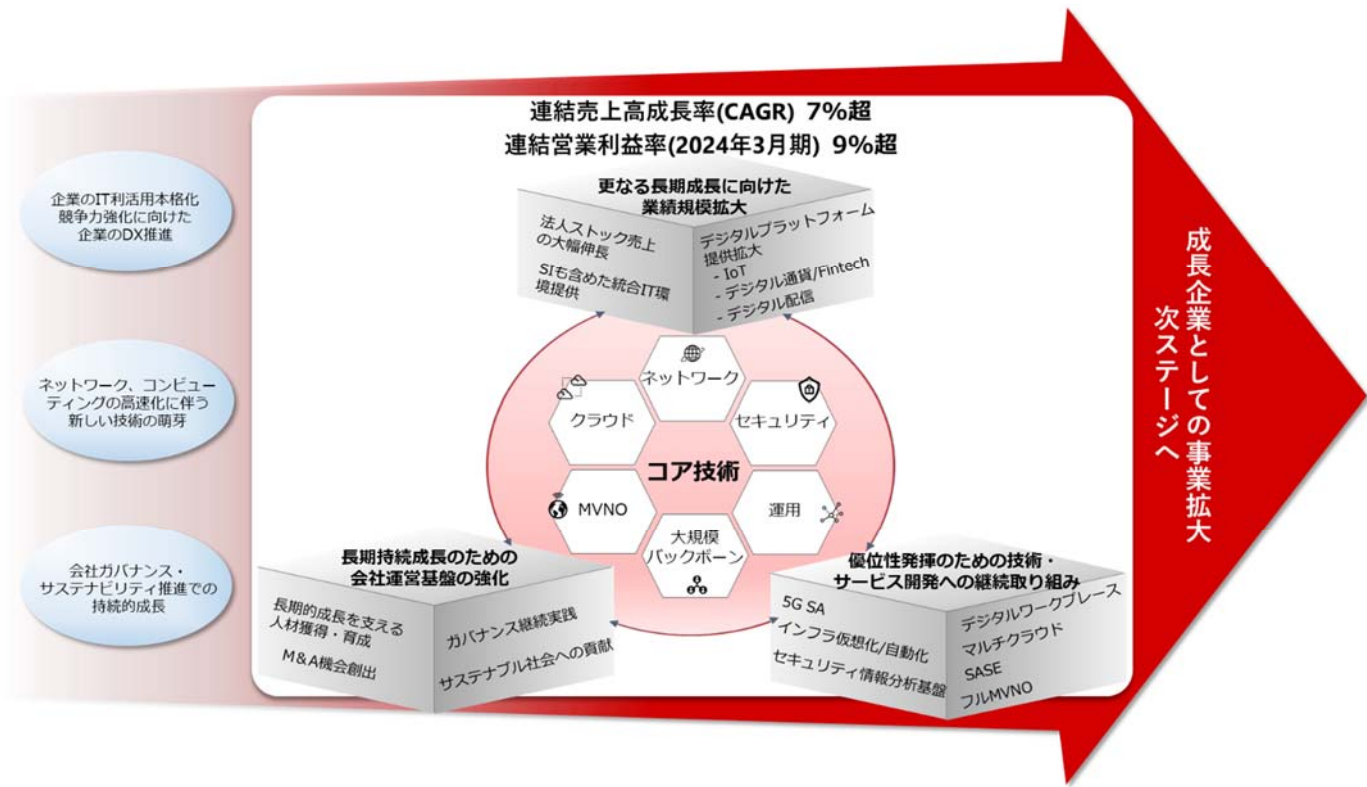 連結売上高成長率(CAGR) 7%超
連結営業利益率(2024年3月期) 9%超
企業のIT利活用本格化
競争力強化に向けた
企業のDX推進
ネットワーク、コンピュー
ティングの高速化に伴う
新しい技術の萌芽
会社ガバナンス・
サステナビリティ推進での
持続的成長
更なる長期成長に向けた
業績規模拡大
法人ストック売上
の大幅伸長
SIも含めた統合IT環
境提供
デジタルプラットフォーム
提供拡大
- IoT
- デジタル通貨/Fintech
- デジタル配信
ネットワーク
クラウド
セキュリティ
コア技術
MVNO
運用
大規模
バックボーン
長期持続成長のための
会社運営基盤の強化
長期的成長を支える
人材獲得・育成
M&A機会創出
ガバナンス継続実践
サステナブル社会への貢献
優位性発揮のための技術・
サービス開発への継続取り組み
5G SA
インフラ仮想化/自動化
セキュリティ情報分析基盤
デジタルワークプレース
マルチクラウド
SASE
フルMVNO
成長企業としての事業拡大
次ステージへ